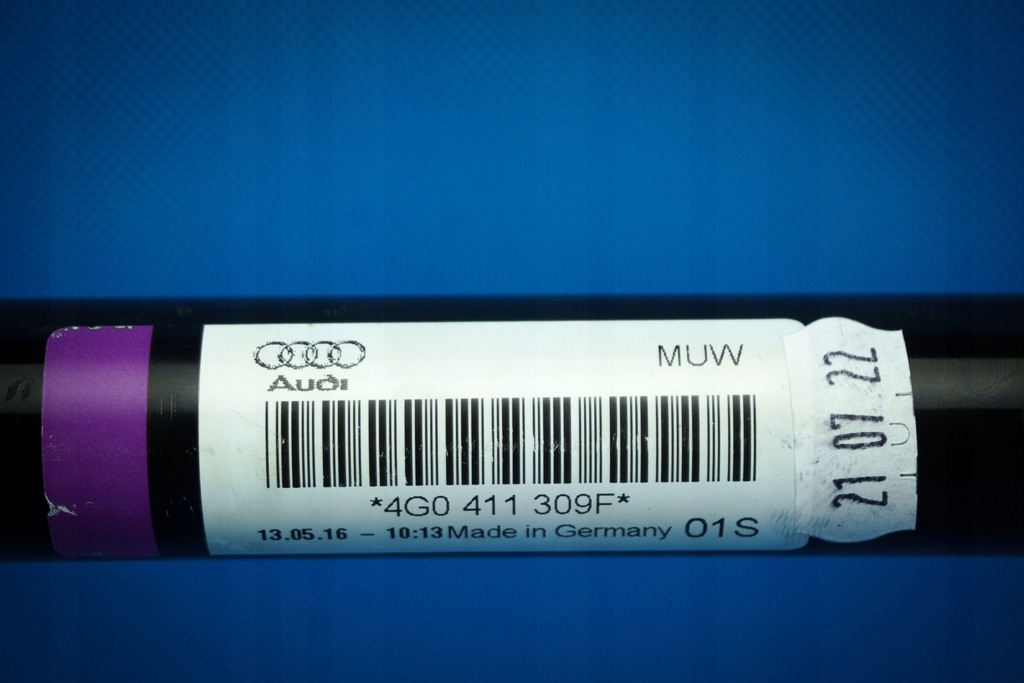 Audi
MUW
*4G0 411 309F*
13.05.16 – 10:13 Made in Germany 01S
21 07 22